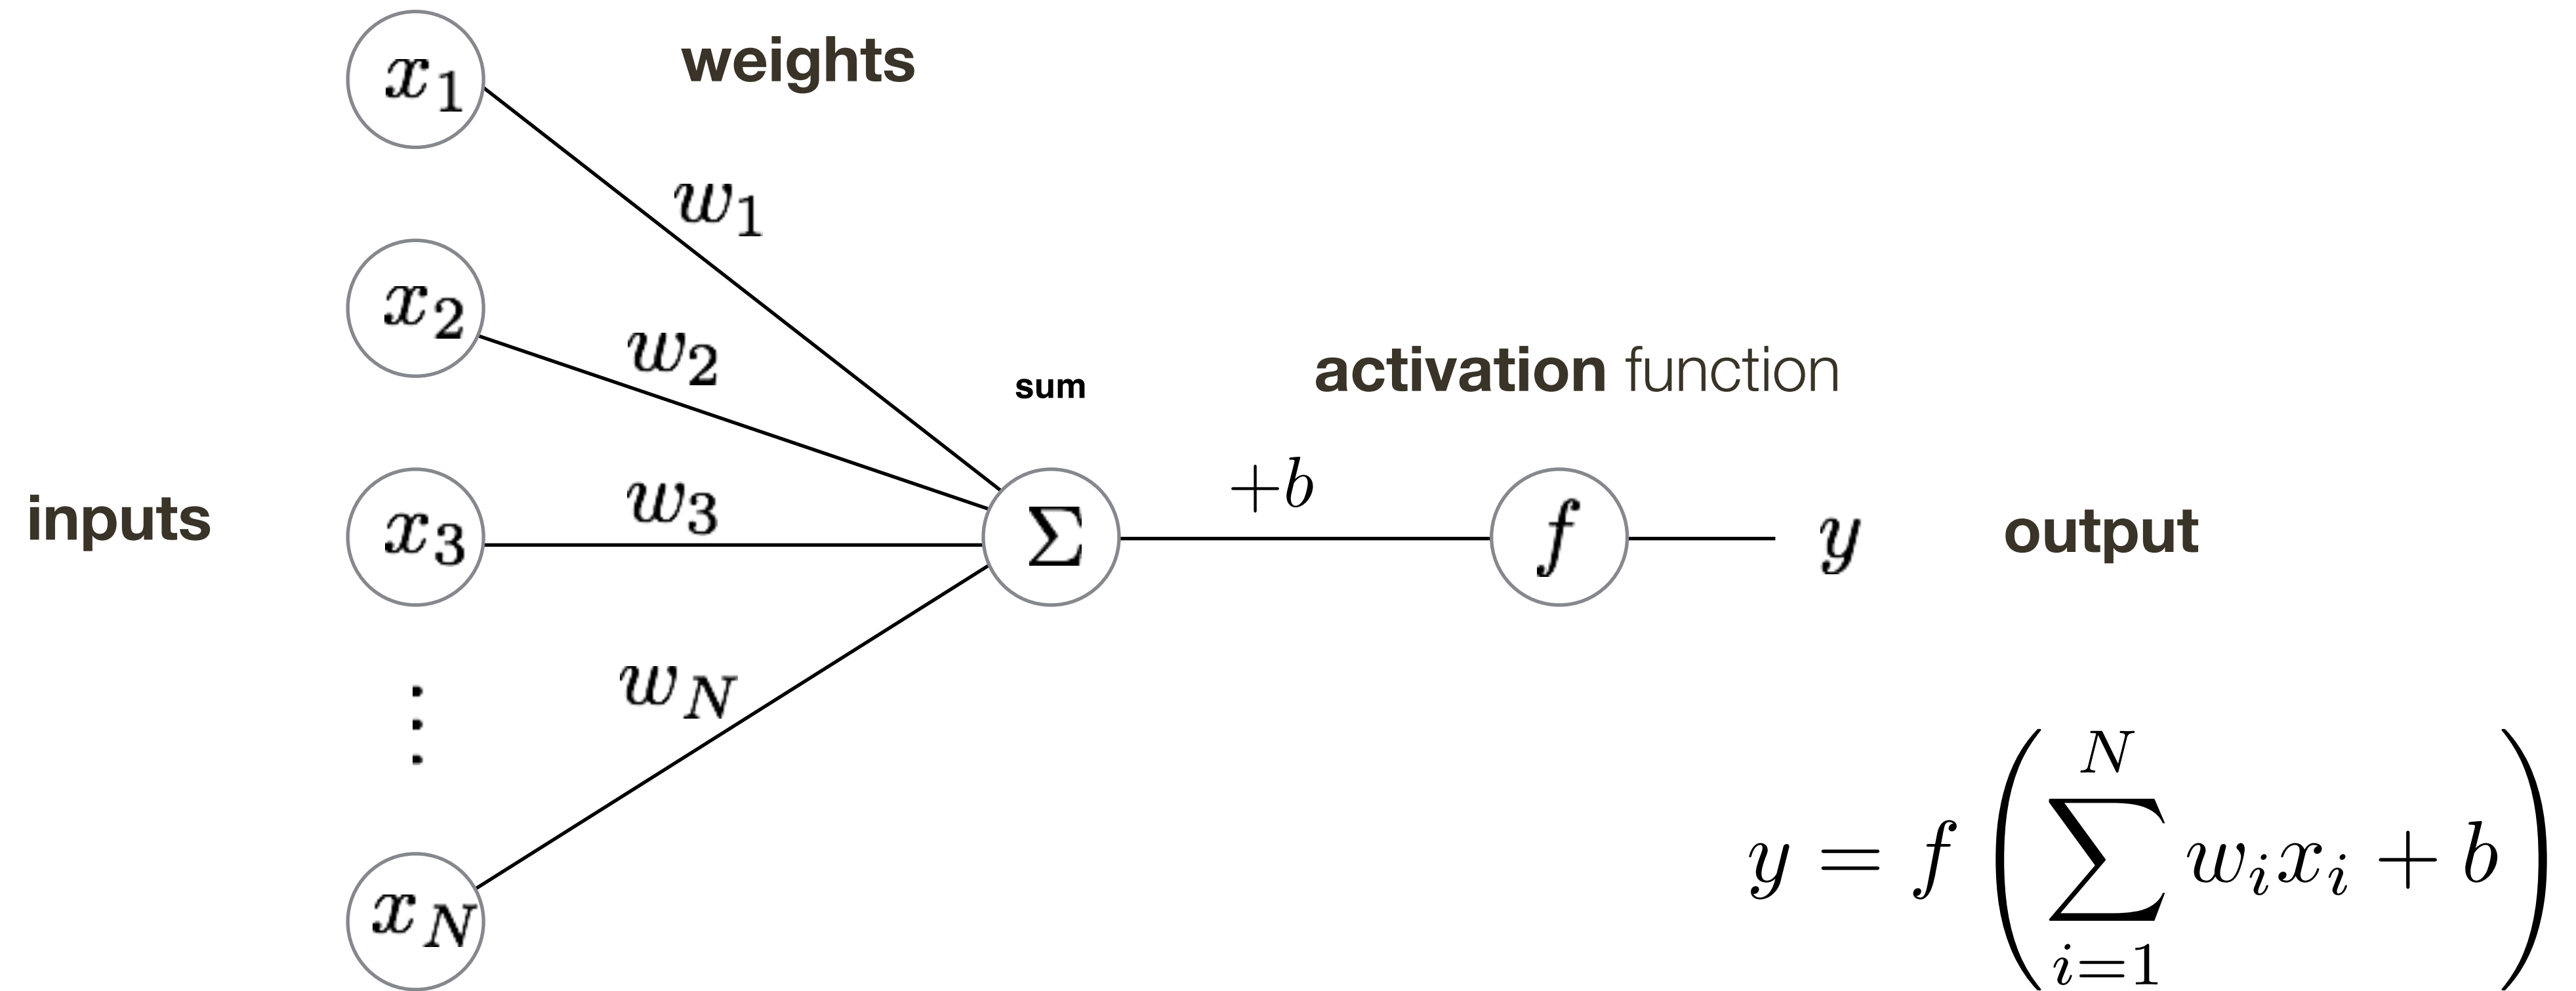 x₁
weights
w₁
x₂
w₂
sum
activation function
inputs
x₃
w₃
Σ
+b
f
y
output
⋮
w_N
x_N
y = f ( ∑_{i=1}^{N} w_i x_i + b )